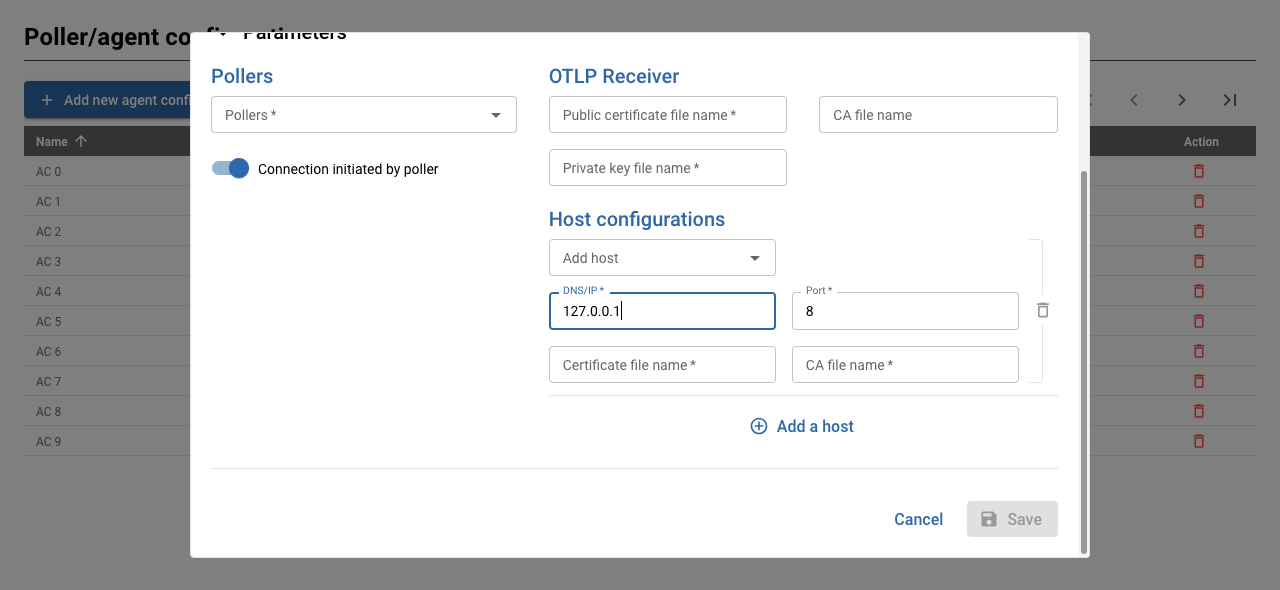 Poller/agent co
Parameters
Add new agent confi
Pollers
OTLP Receiver
Pollers *
Public certificate file name *
CA file name
Connection initiated by poller
Private key file name *
Host configurations
Add host
DNS/IP *
Port *
127.0.0.1
8
Certificate file name *
CA file name *
Add a host
Cancel
Save
Name
Action
AC 0
AC 1
AC 2
AC 3
AC 4
AC 5
AC 6
AC 7
AC 8
AC 9